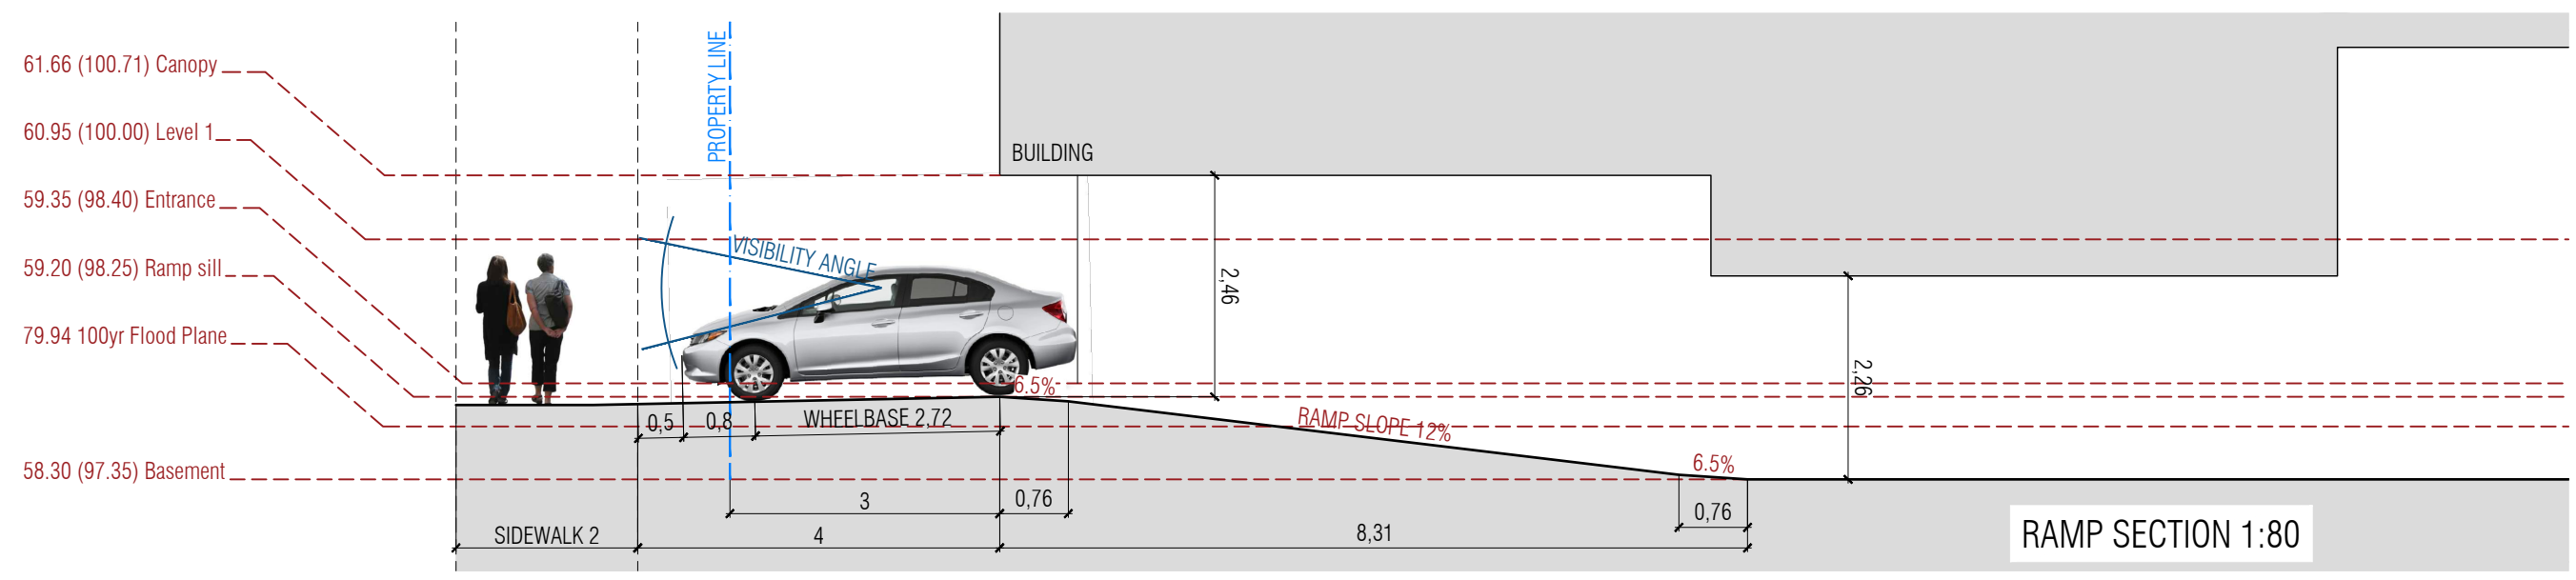 61.66 (100.71) Canopy
60.95 (100.00) Level 1
59.35 (98.40) Entrance
59.20 (98.25) Ramp sill
79.94 100yr Flood Plane
58.30 (97.35) Basement
PROPERTY LINE
BUILDING
VISIBILITY ANGLE
2,46
2,26
6.5%
0,5
0,8
WHEELBASE 2,72
RAMP SLOPE 12%
6.5%
3
0,76
0,76
SIDEWALK 2
4
8,31
RAMP SECTION 1:80